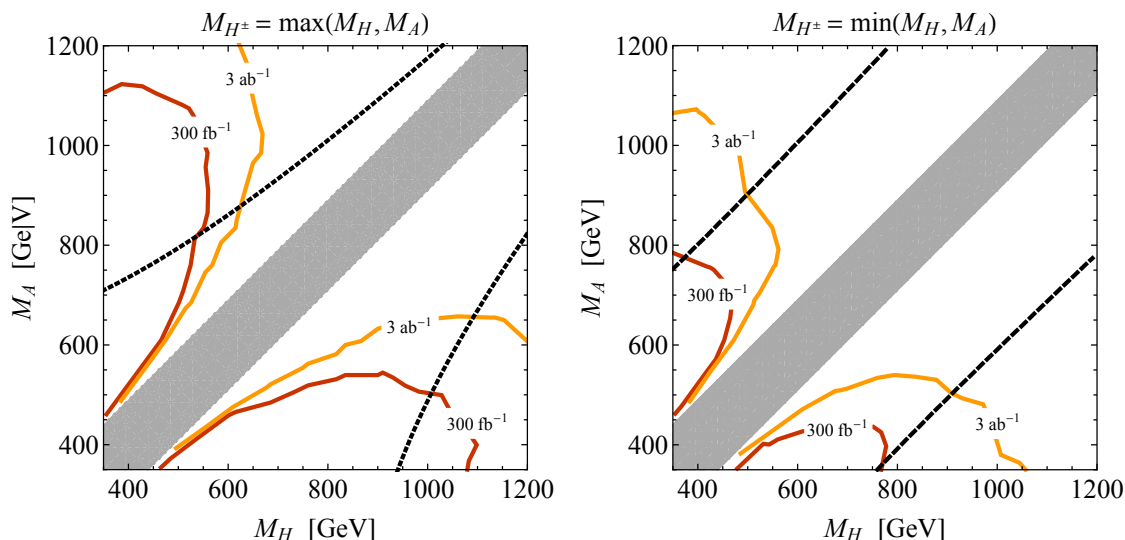 M_{H^±} = max(M_H, M_A)
1200
1000
800
600
400
M_A [Ge|V]
3 ab⁻¹
300 fb⁻¹
3 ab⁻¹
300 fb⁻¹
400 600 800 1000 1200
M_H [GeV]
M_{H^±} = min(M_H, M_A)
1200
1000
800
600
400
M_A [GeV]
3 ab⁻¹
300 fb⁻¹
300 fb⁻¹
3 ab⁻¹
400 600 800 1000 1200
M_H [GeV]